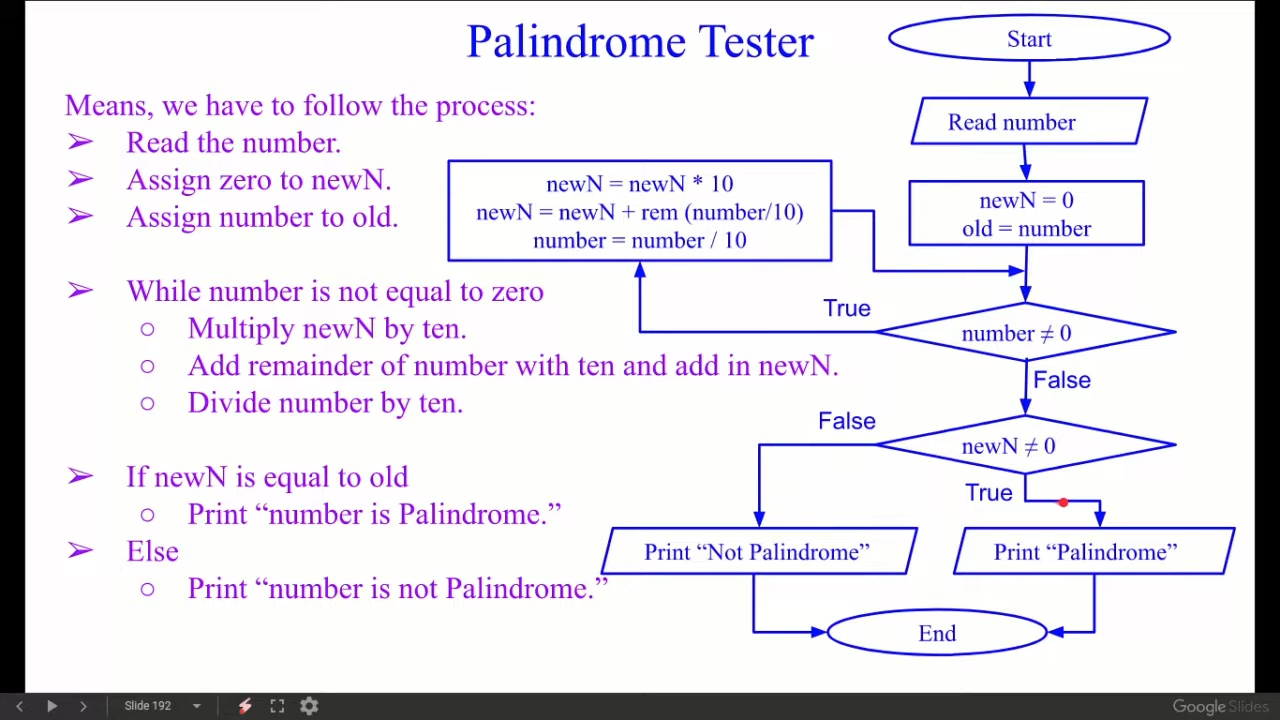 Palindrome Tester
Means, we have to follow the process:
➢ Read the number.
➢ Assign zero to newN.
➢ Assign number to old.
➢ While number is not equal to zero
○ Multiply newN by ten.
○ Add remainder of number with ten and add in newN.
○ Divide number by ten.
➢ If newN is equal to old
○ Print “number is Palindrome.”
➢ Else
○ Print “number is not Palindrome.”
Start
Read number
newN = 0
old = number
newN = newN * 10
newN = newN + rem (number/10)
number = number / 10
True
number ≠ 0
False
False
newN ≠ 0
True
Print “Not Palindrome”
Print “Palindrome”
End
Slide 192
Google Slides